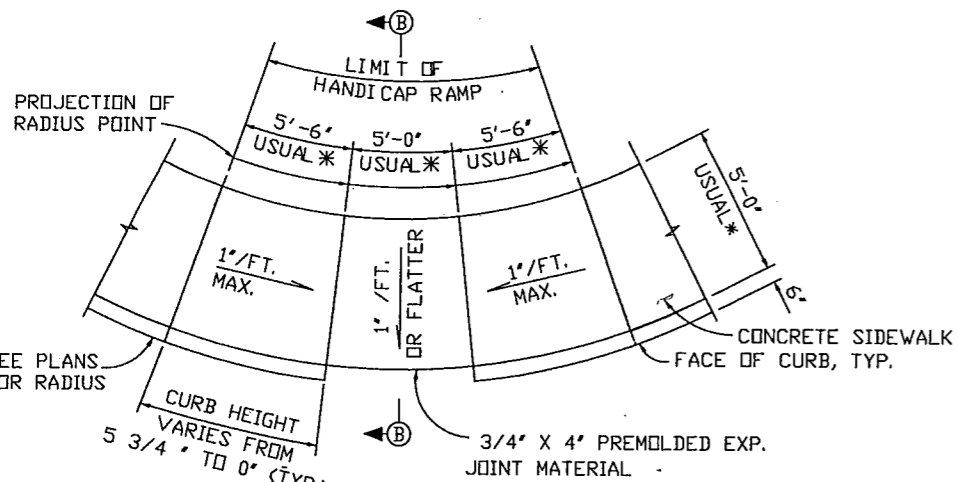 B
LIMIT OF
HANDICAP RAMP
PROJECTION OF
RADIUS POINT
5'-6"
USUAL*
5'-0"
USUAL*
5'-6"
USUAL*
5'-0"
USUAL*
6"
1"/FT.
MAX.
1" /FT.
OR FLATTER
1"/FT.
MAX.
CONCRETE SIDEWALK
FACE OF CURB, TYP.
EE PLANS
OR RADIUS
CURB HEIGHT
VARIES FROM
5 3/4 " TO 0" (TYP.)
B
3/4" X 4" PREMOLDED EXP.
JOINT MATERIAL